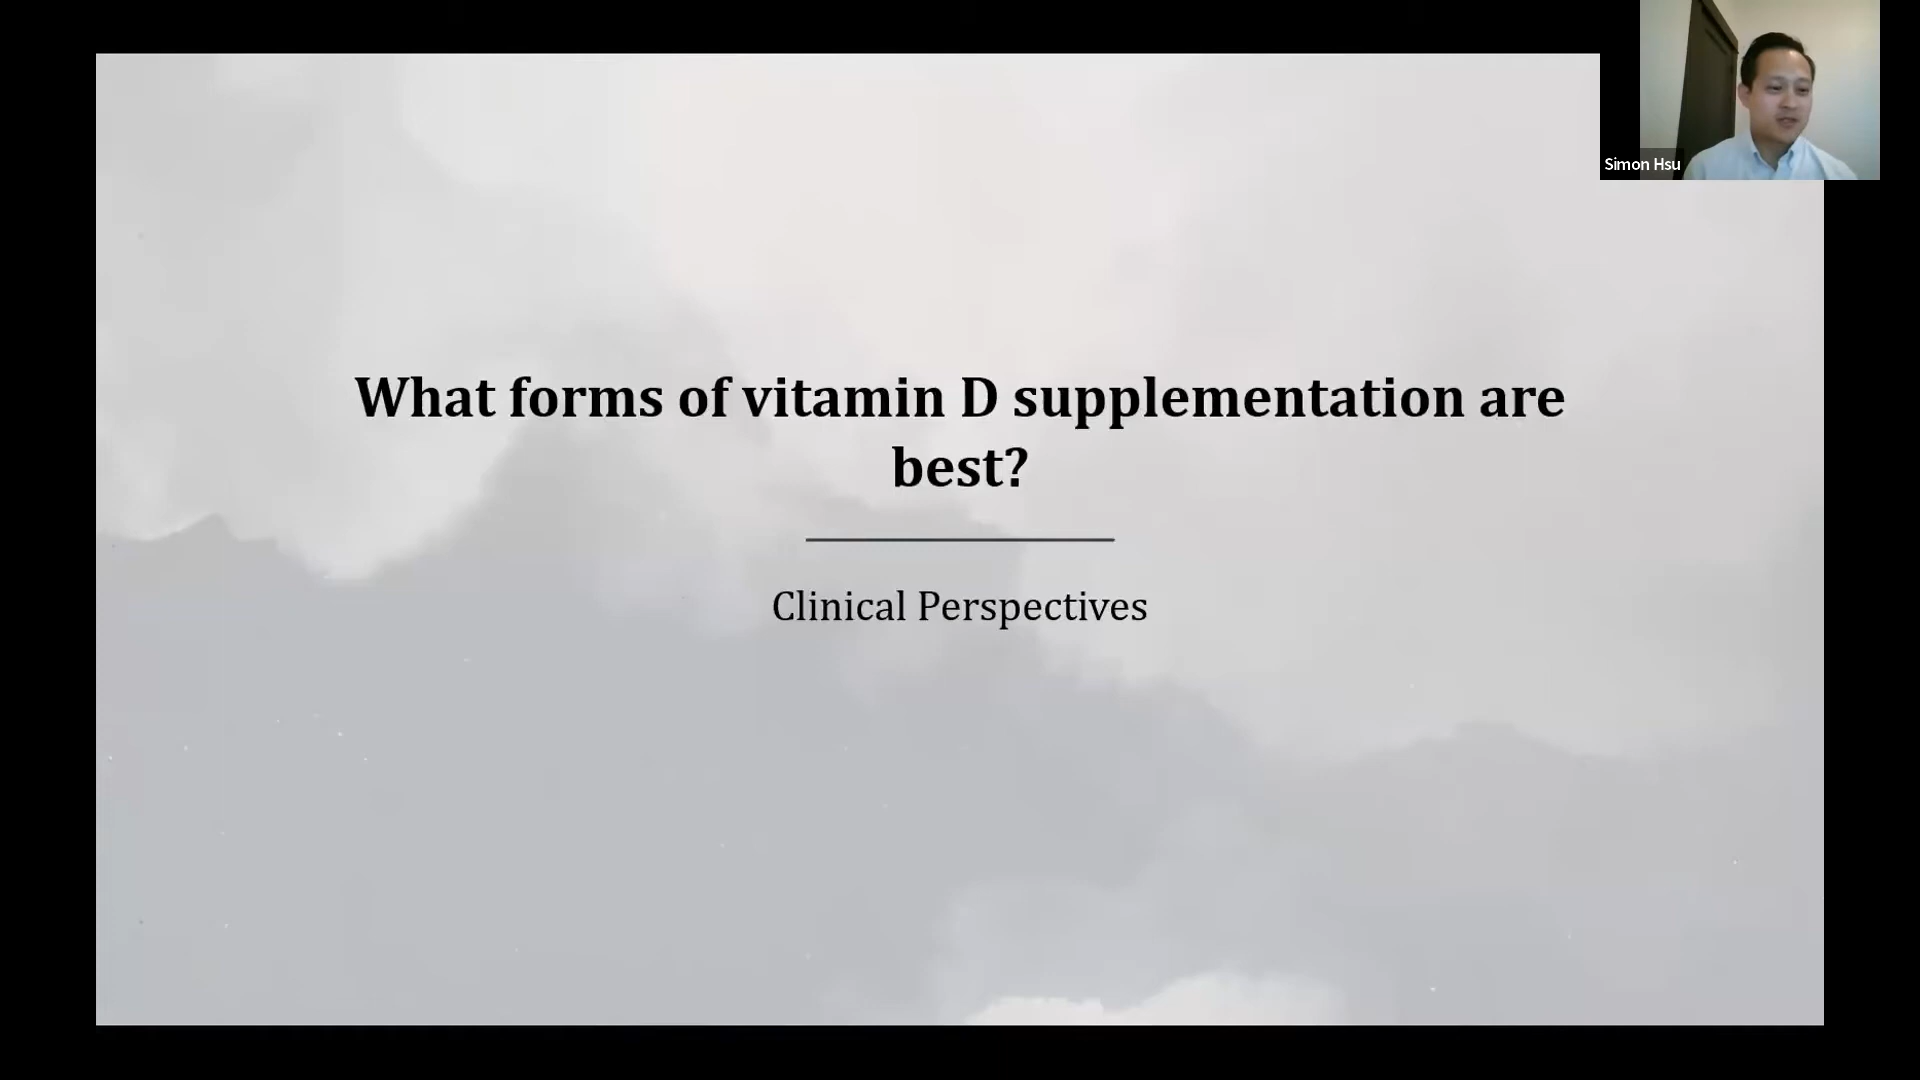 What forms of vitamin D supplementation are
best?
Clinical Perspectives
Simon Hsu